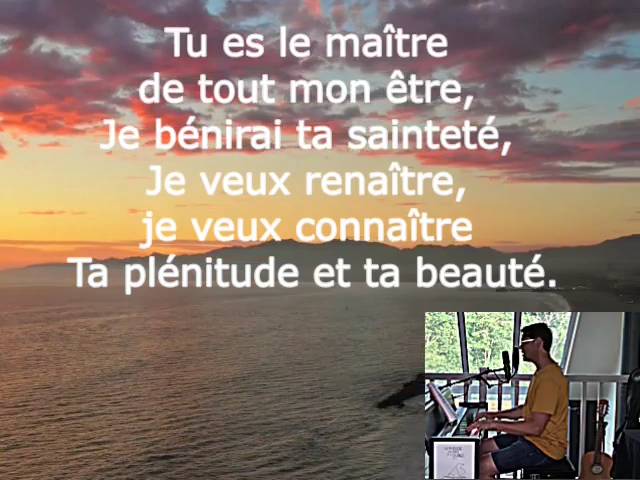 Tu es le maître
de tout mon être,
Je bénirai ta sainteté,
Je veux renaître,
je veux connaître
Ta plénitude et ta beauté.